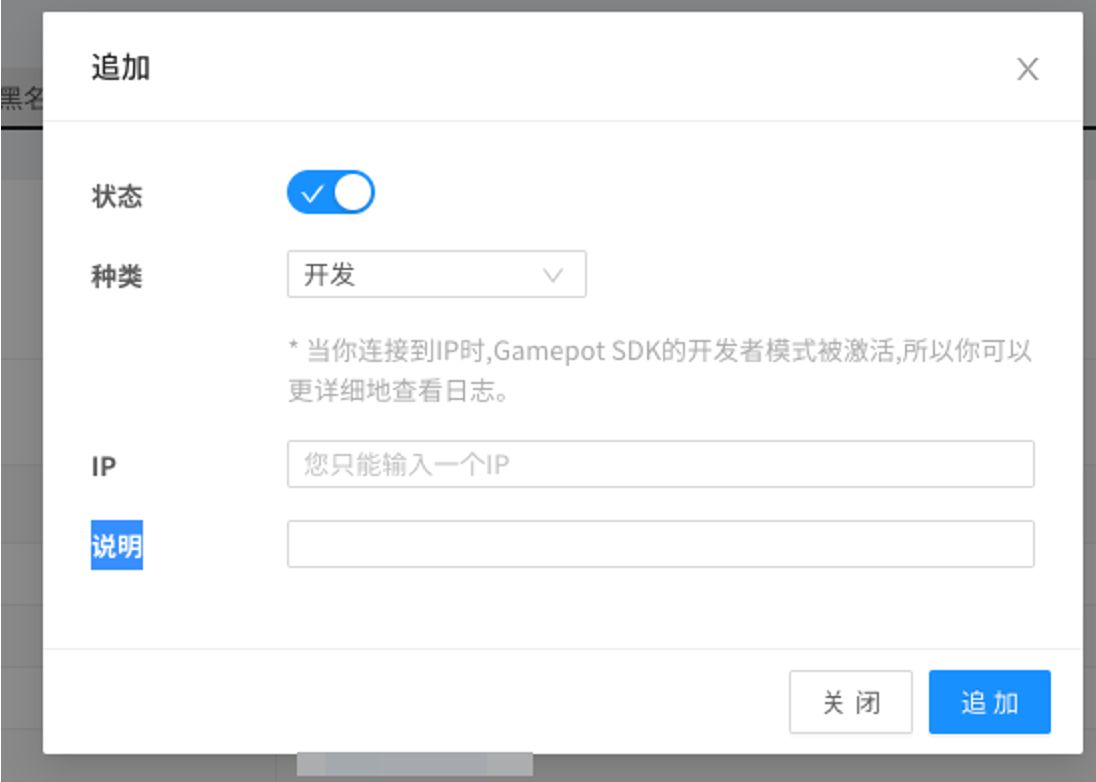 追加
黑名
状态
种类
开发
* 当你连接到IP时,Gamepot SDK的开发者模式被激活,所以你可以
更详细地查看日志。
IP
您只能输入一个IP
说明
关 闭
追 加